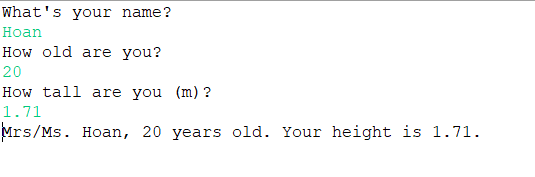 What's your name?
Hoan
How old are you?
20
How tall are you (m)?
1.71
Mrs/Ms. Hoan, 20 years old. Your height is 1.71.